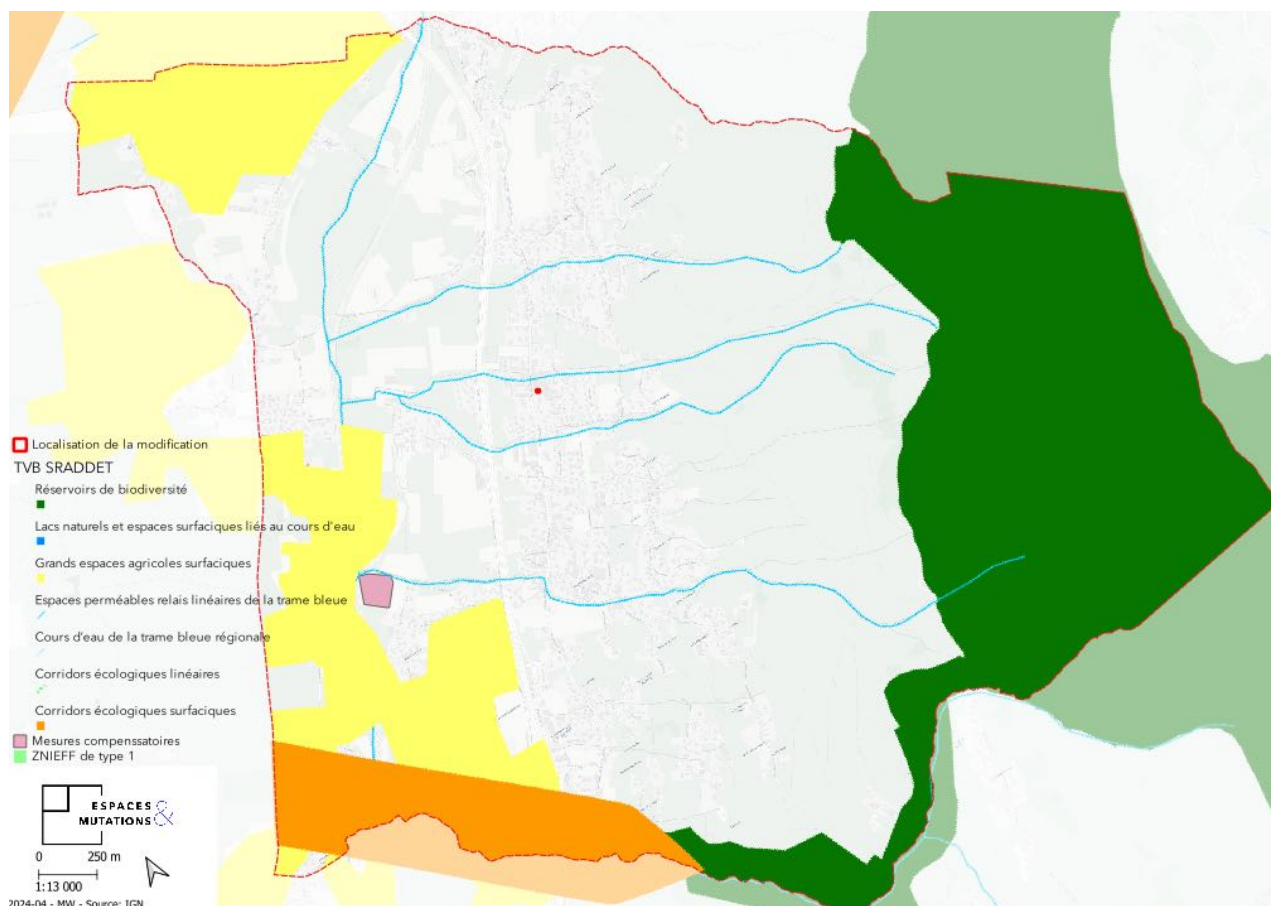 Localisation de la modification
TVB SRADDET
Réservoirs de biodiversité
Lacs naturels et espaces surfaciques liés au cours d'eau
Grands espaces agricoles surfaciques
Espaces perméables relais linéaires de la trame bleue
Cours d'eau de la trame bleue régionale
Corridors écologiques linéaires
Corridors écologiques surfaciques
Mesures compenssatoires
ZNIEFF de type 1
ESPACES &
MUTATIONS
0 250 m
1:13 000
2024-04 - MW - Source: IGN